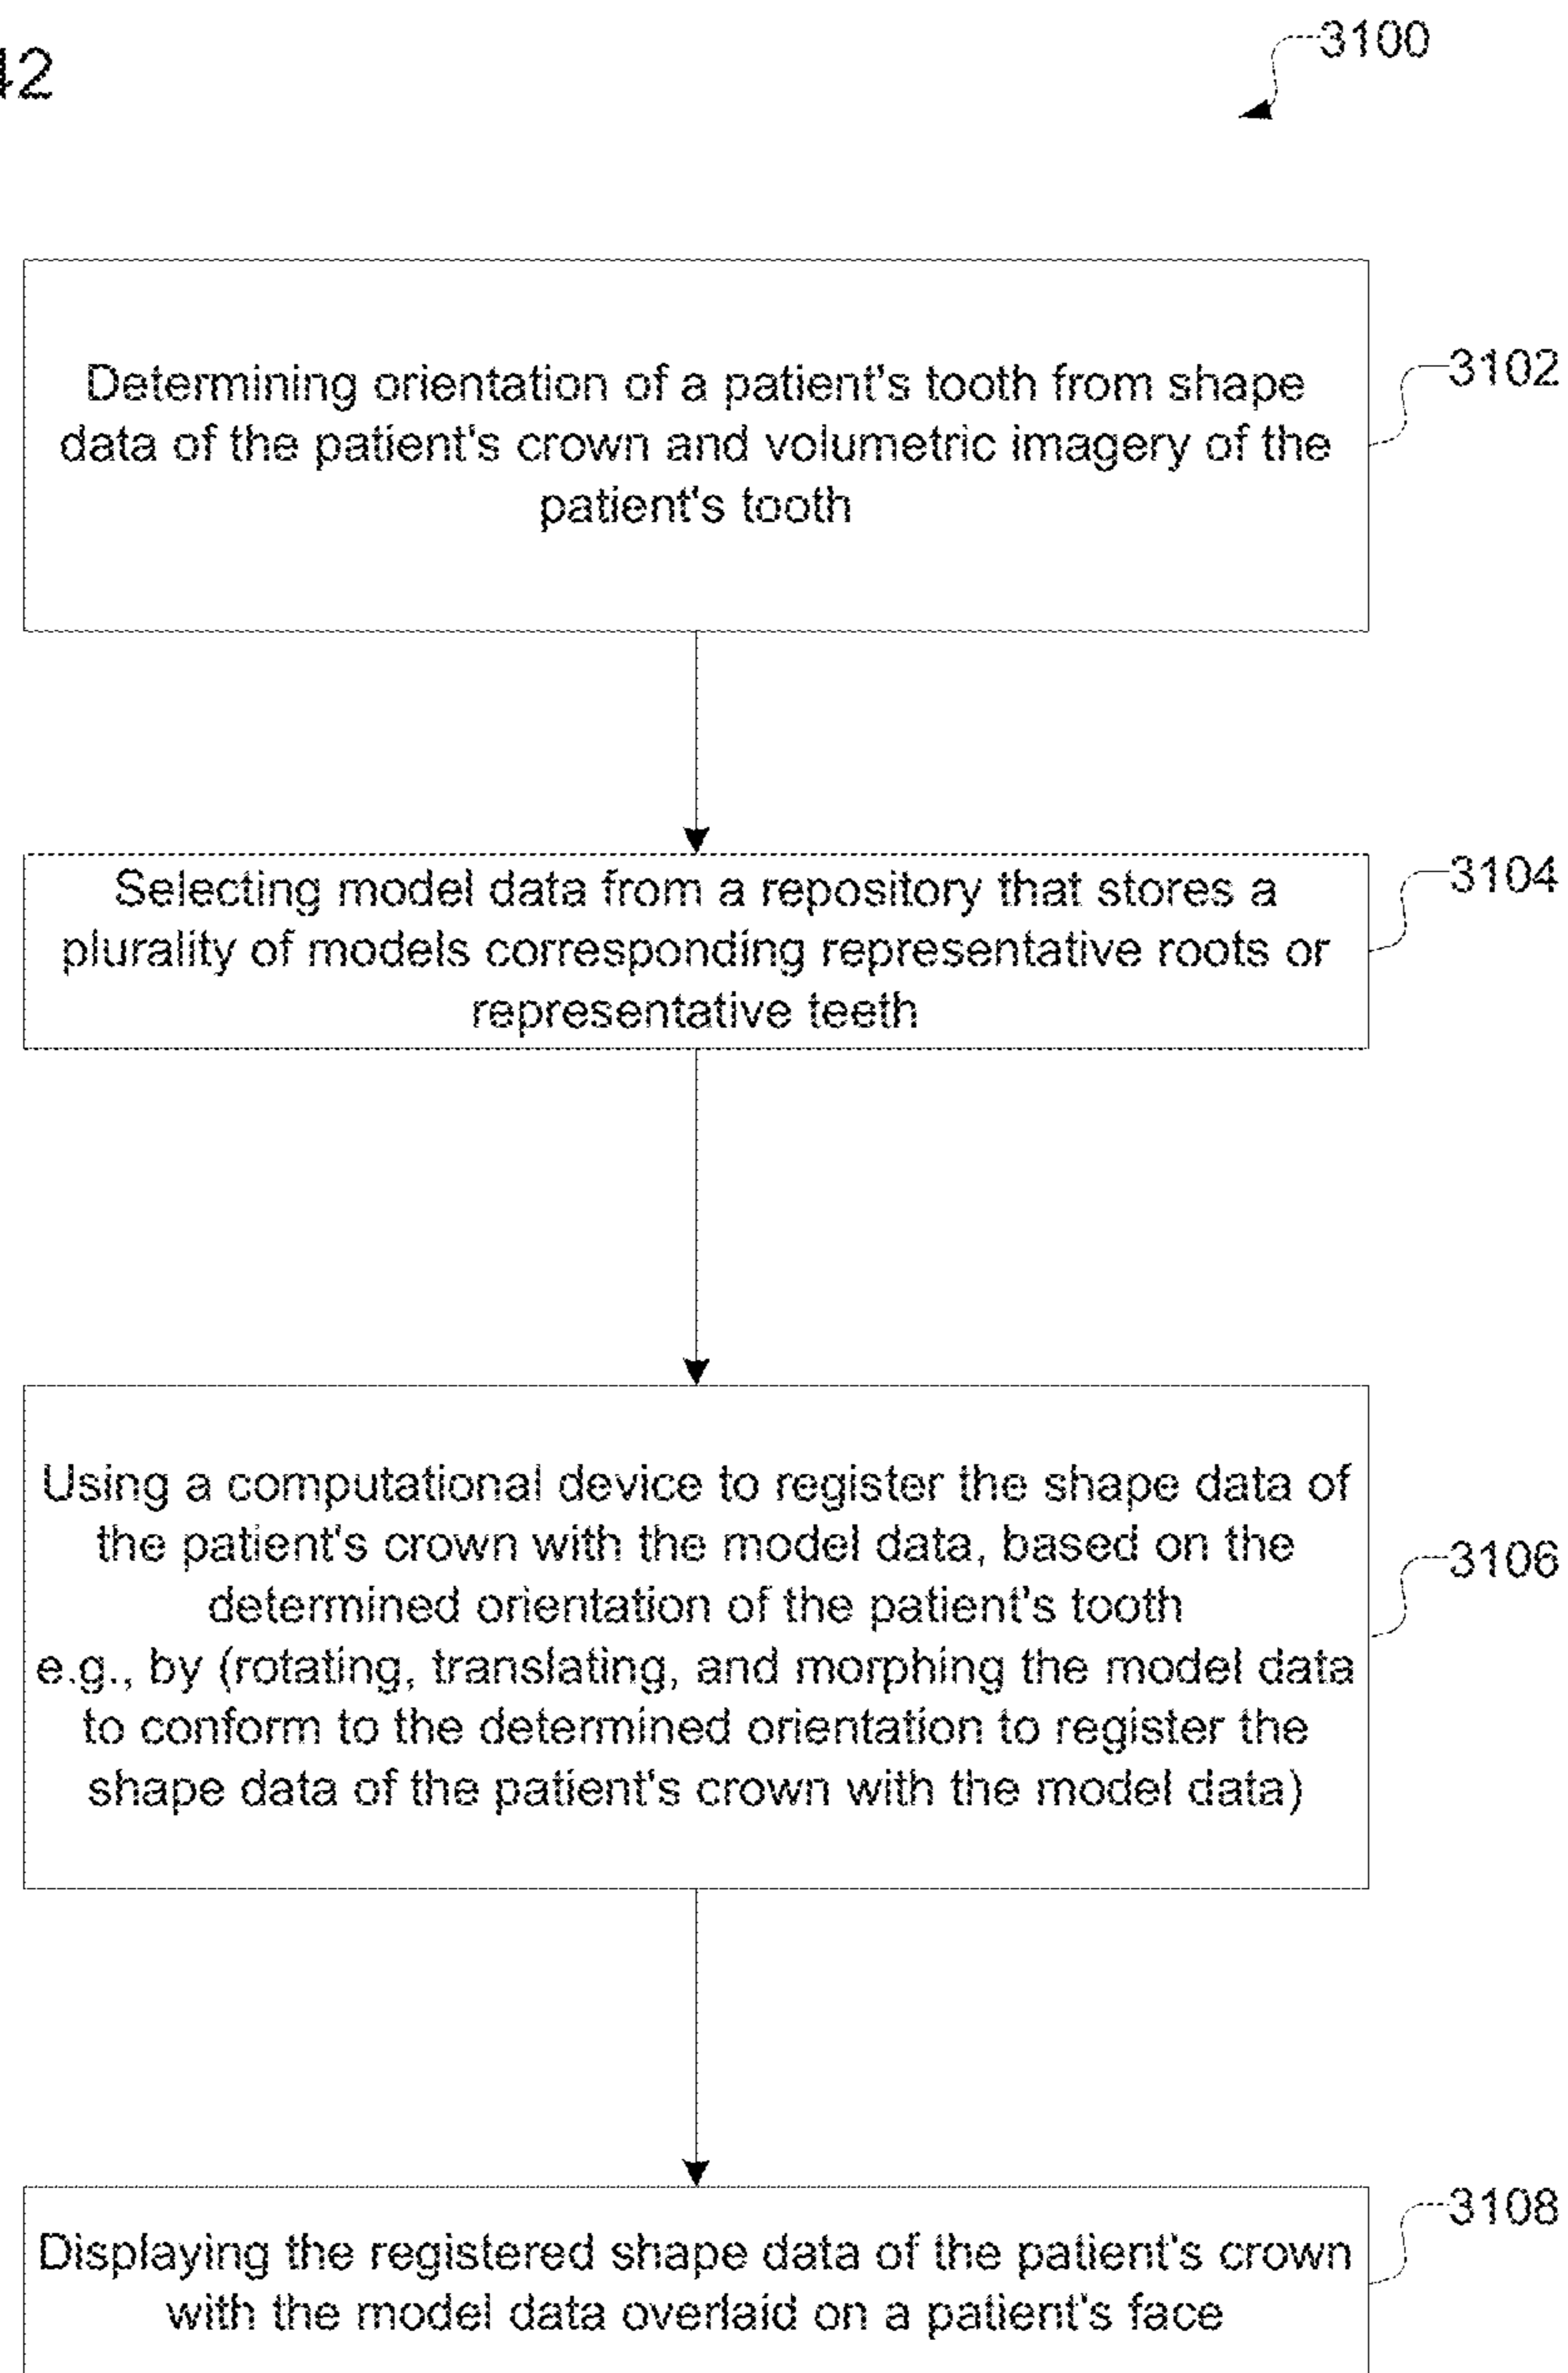 42
3100
Determining orientation of a patient's tooth from shape
data of the patient's crown and volumetric imagery of the
patient's tooth
3102
Selecting model data from a repository that stores a
plurality of models corresponding representative roots or
representative teeth
3104
Using a computational device to register the shape data of
the patient's crown with the model data, based on the
determined orientation of the patient's tooth
e.g., by (rotating, translating, and morphing the model data
to conform to the determined orientation to register the
shape data of the patient's crown with the model data)
3106
Displaying the registered shape data of the patient's crown
with the model data overlaid on a patient's face
3108